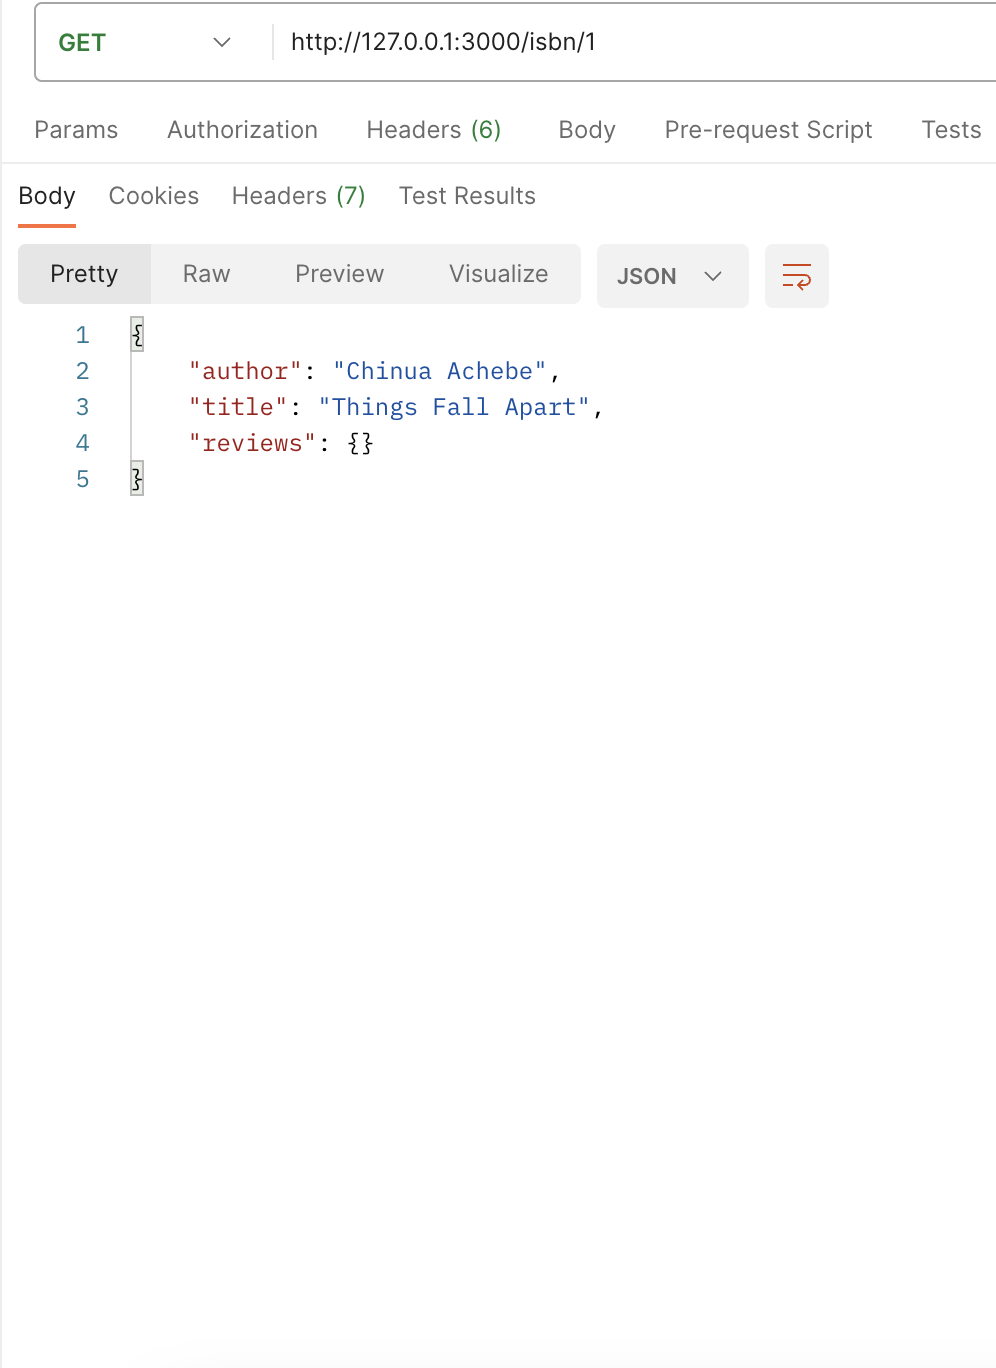 GET http://127.0.0.1:3000/isbn/1
Params Authorization Headers (6) Body Pre-request Script Tests
Body Cookies Headers (7) Test Results
Pretty Raw Preview Visualize JSON
1 {
2 "author": "Chinua Achebe",
3 "title": "Things Fall Apart",
4 "reviews": {}
5 }